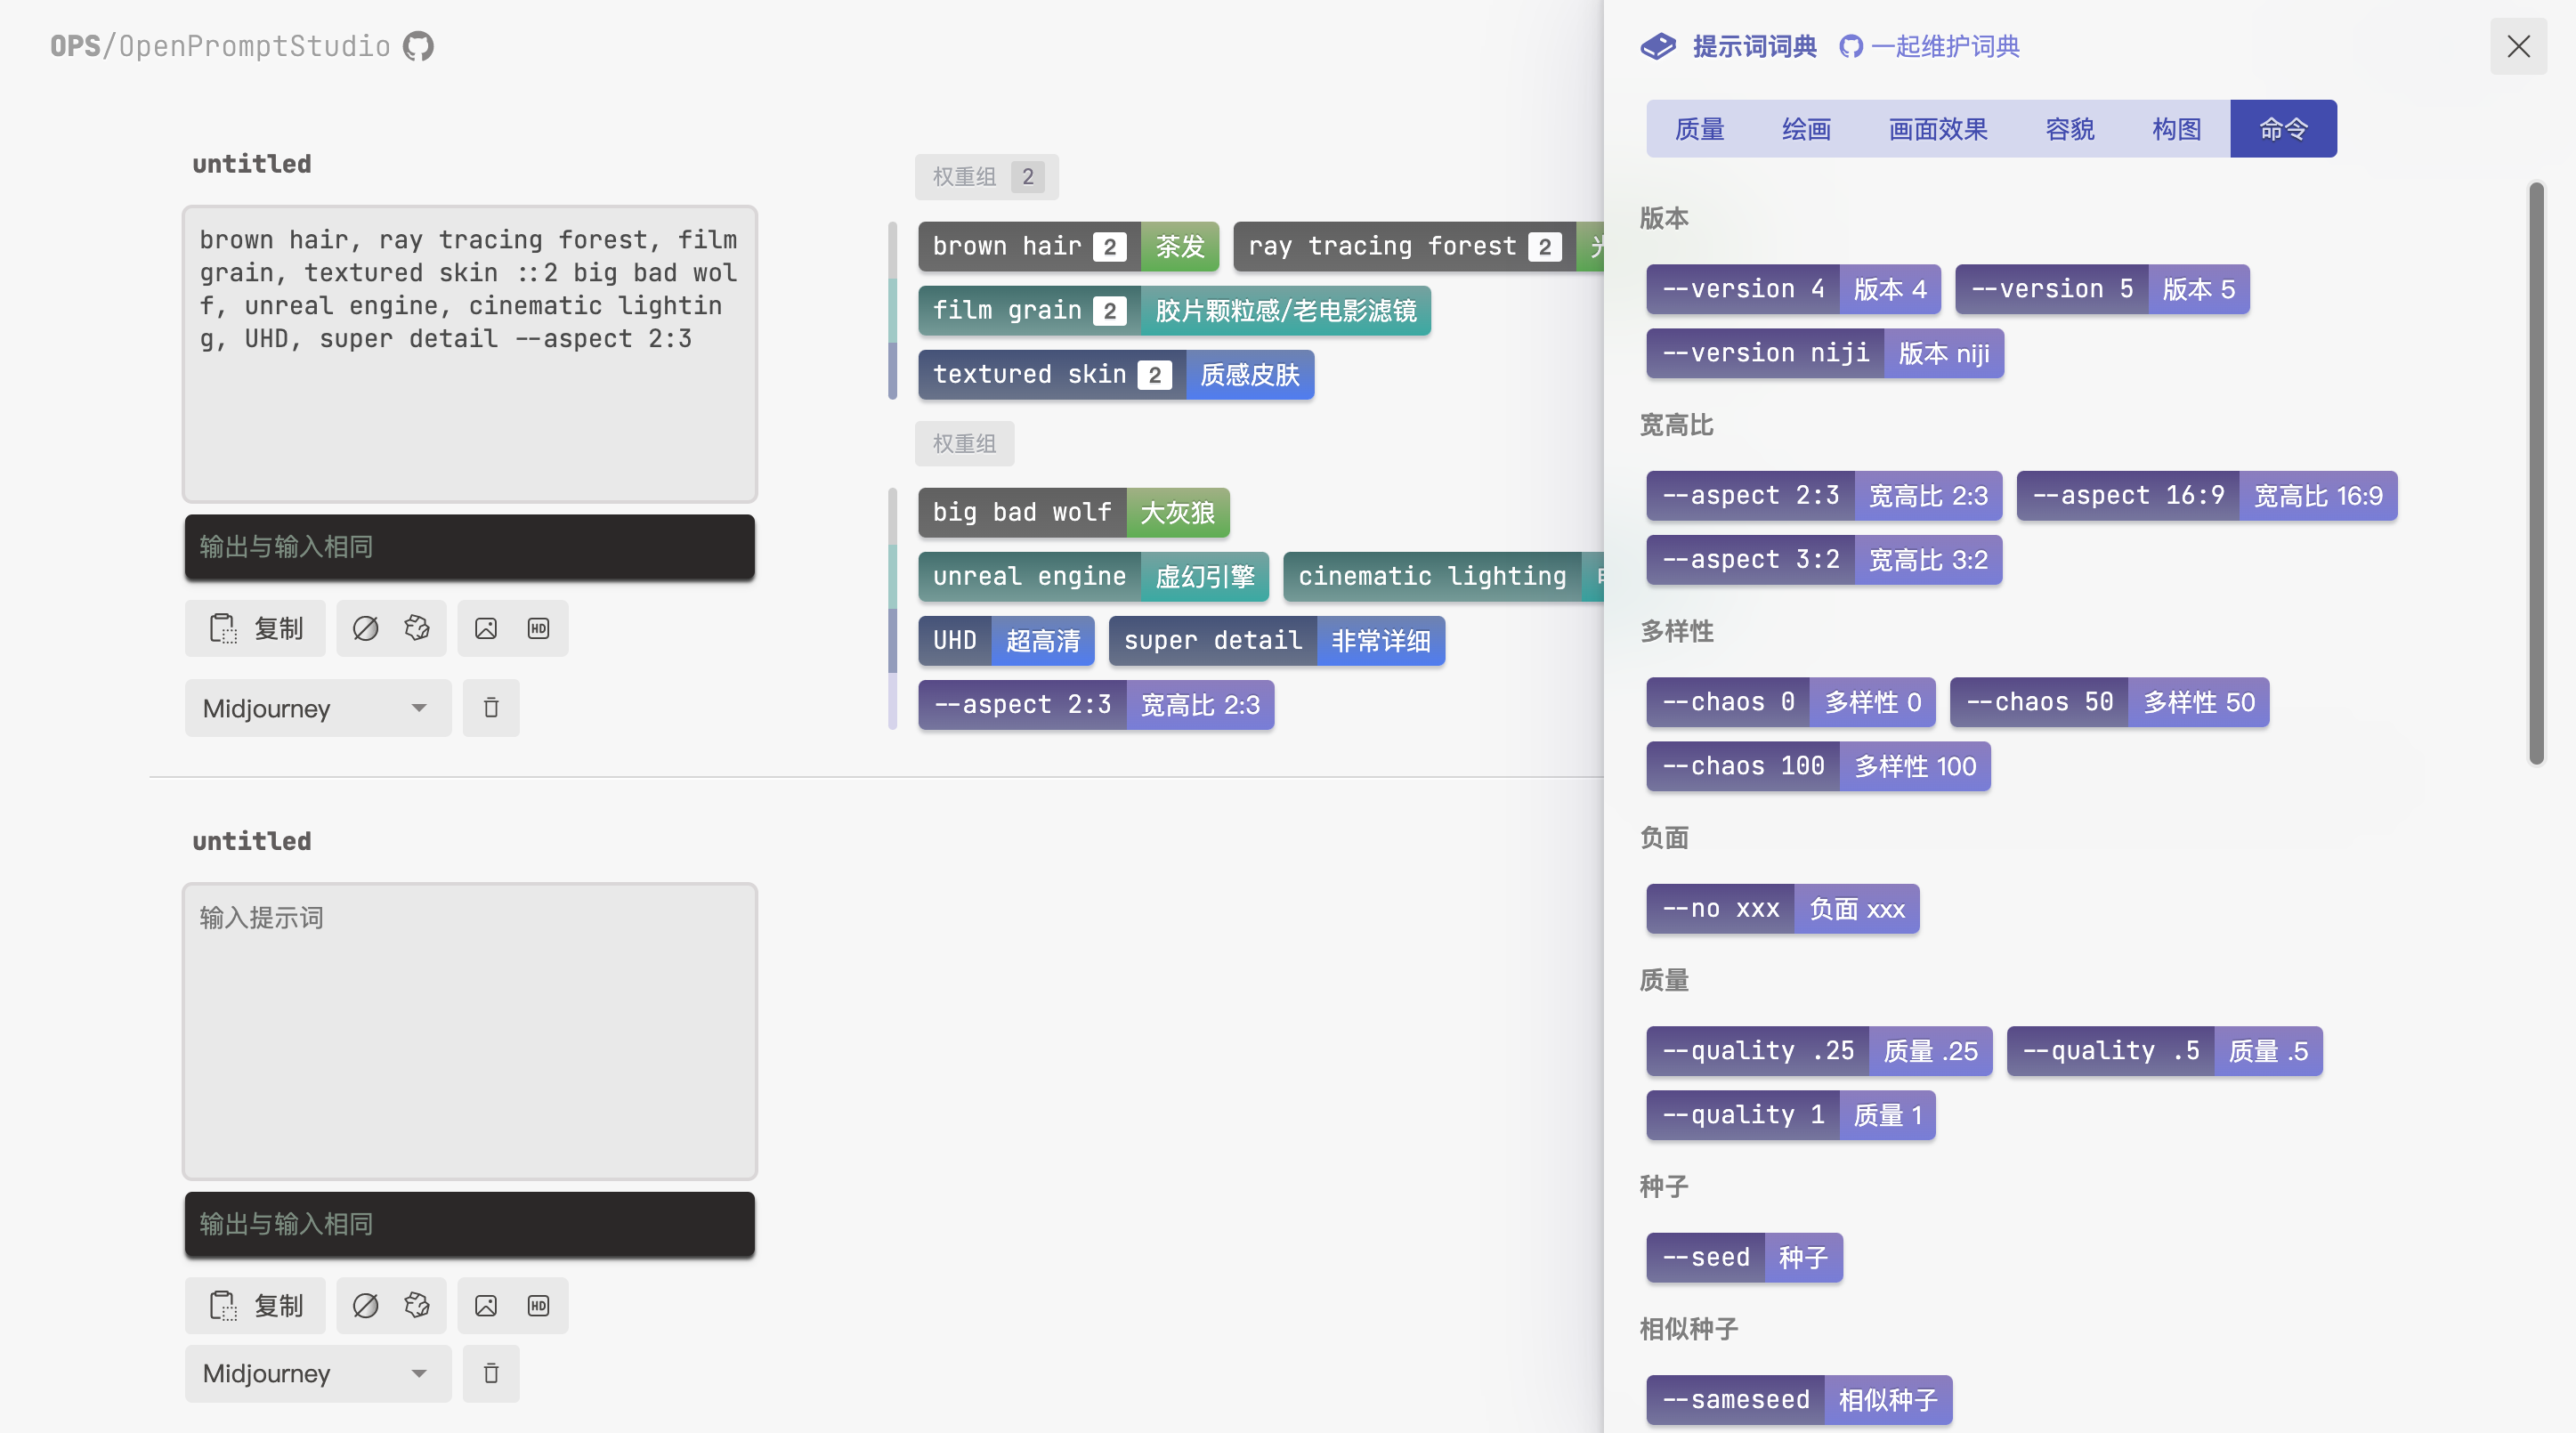 OPS/OpenPromptStudio
untitled
brown hair, ray tracing forest, film
grain, textured skin ::2 big bad wol
f, unreal engine, cinematic lightin
g, UHD, super detail --aspect 2:3
输出与输入相同
复制
HD
Midjourney
权重组 2
brown hair 2 茶发 ray tracing forest 2
film grain 2 胶片颗粒感/老电影滤镜
textured skin 2 质感皮肤
权重组
big bad wolf 大灰狼
unreal engine 虚幻引擎 cinematic lighting
UHD 超高清 super detail 非常详细
--aspect 2:3 宽高比 2:3
untitled
输入提示词
输出与输入相同
复制
HD
Midjourney
提示词词典 一起维护词典
质量 绘画 画面效果 容貌 构图 命令
版本
--version 4 版本 4 --version 5 版本 5
--version niji 版本 niji
宽高比
--aspect 2:3 宽高比 2:3 --aspect 16:9 宽高比 16:9
--aspect 3:2 宽高比 3:2
多样性
--chaos 0 多样性 0 --chaos 50 多样性 50
--chaos 100 多样性 100
负面
--no xxx 负面 xxx
质量
--quality .25 质量 .25 --quality .5 质量 .5
--quality 1 质量 1
种子
--seed 种子
相似种子
--sameseed 相似种子